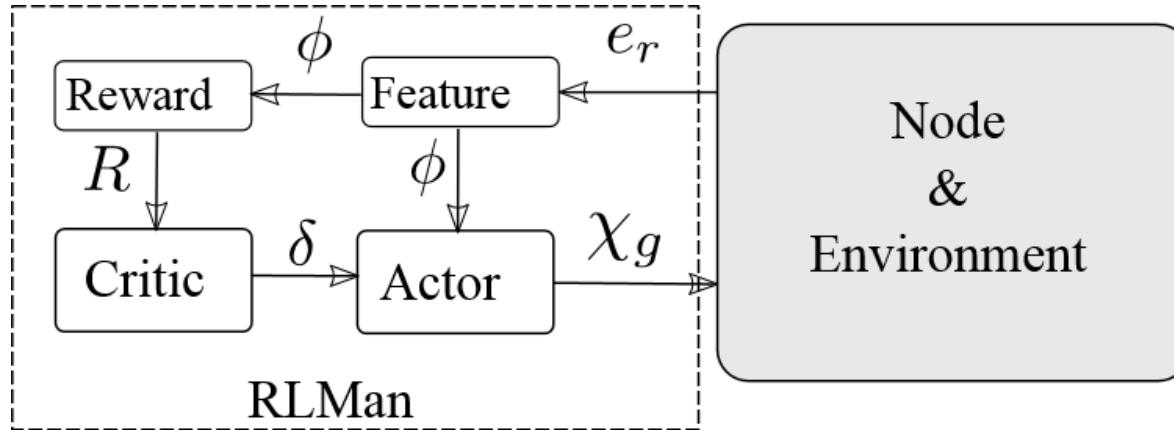 ϕ
e_r
Reward
Feature
Node
&
Environment
R
ϕ
δ
χ_g
Critic
Actor
RLMan